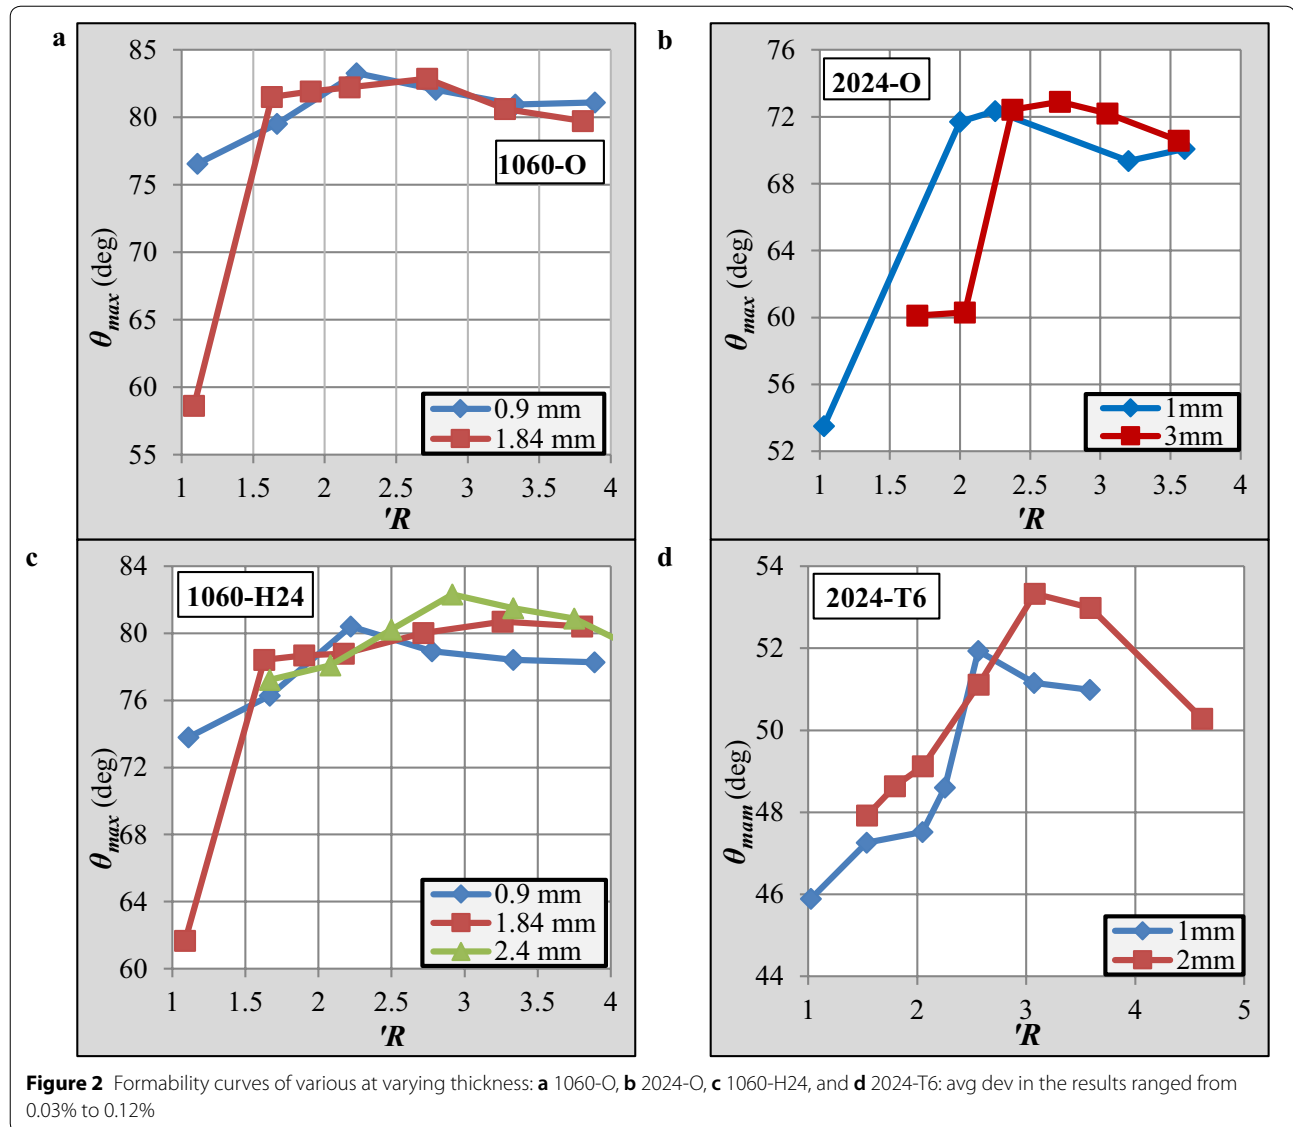 a
85
80
75
70
65
60
55
θmax (deg)
1060-O
0.9 mm
1.84 mm
1 1.5 2 2.5 3 3.5 4
'R
b
76
72
68
64
60
56
52
θmax (deg)
2024-O
1mm
3mm
1 1.5 2 2.5 3 3.5 4
'R
c
84
80
76
72
68
64
60
θmax (deg)
1060-H24
0.9 mm
1.84 mm
2.4 mm
1 1.5 2 2.5 3 3.5 4
'R
d
54
52
50
48
46
44
θmam (deg)
2024-T6
1mm
2mm
1 2 3 4 5
'R
Figure 2 Formability curves of various at varying thickness: a 1060-O, b 2024-O, c 1060-H24, and d 2024-T6: avg dev in the results ranged from
0.03% to 0.12%